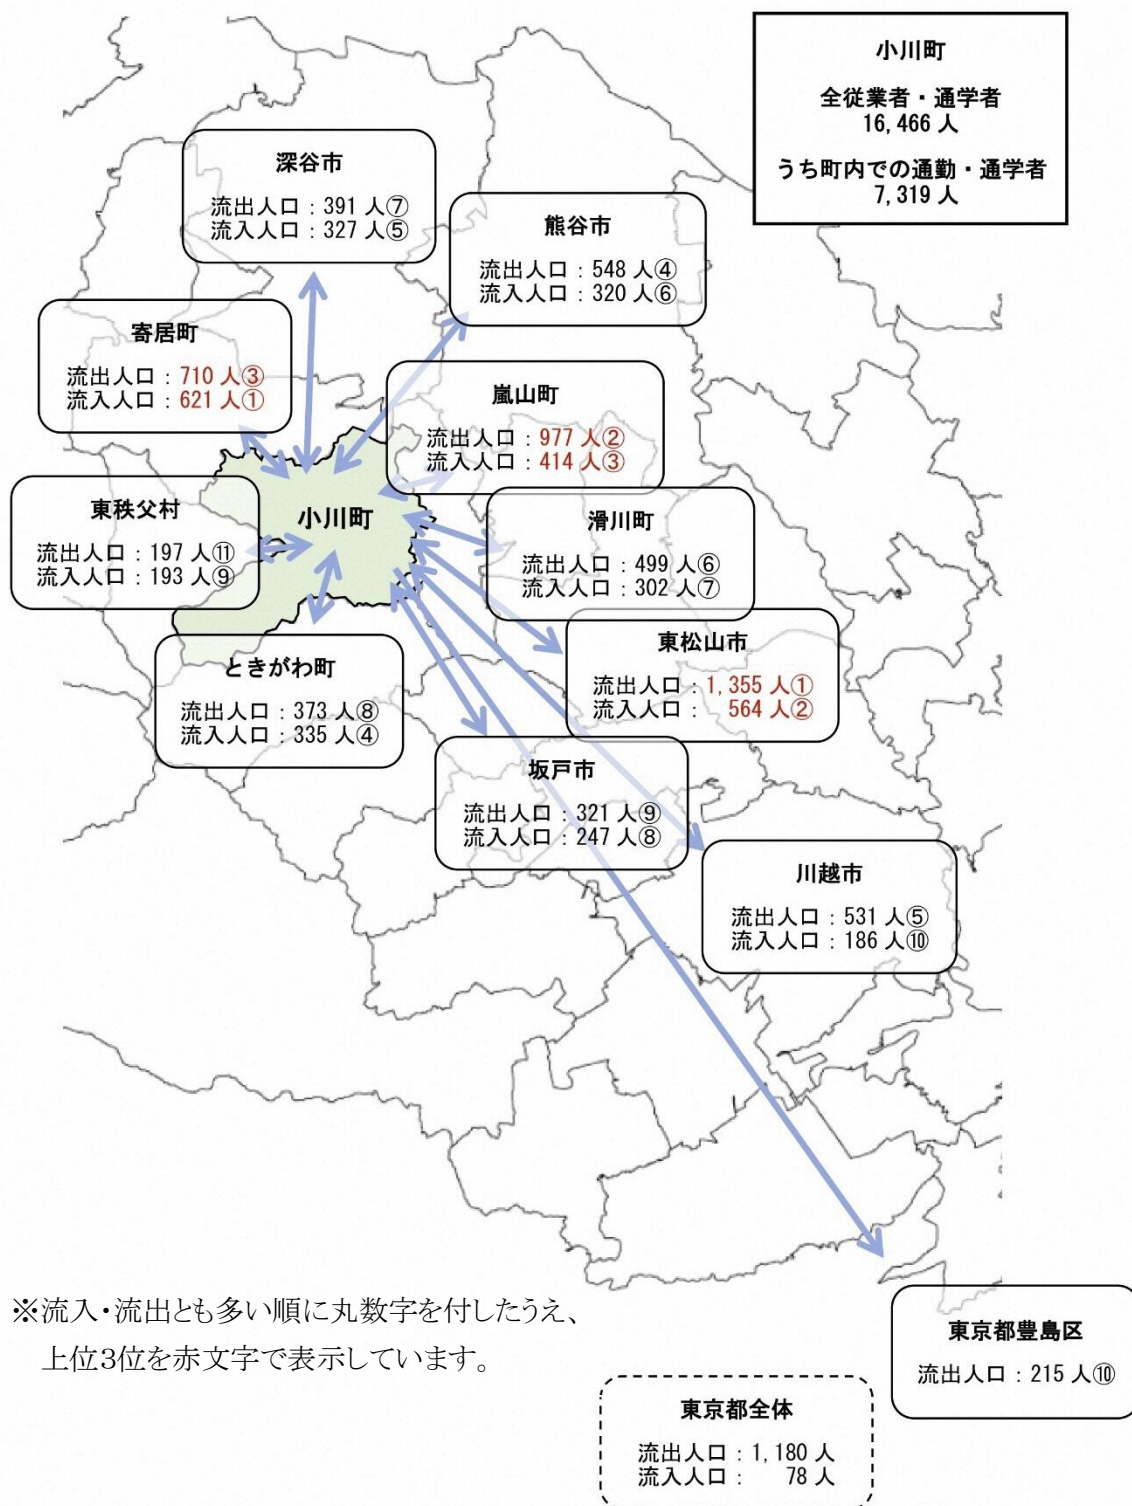 小川町
全従業者・通学者
16,466 人
うち町内での通勤・通学者
7,319 人
深谷市
流出人口：391 人⑦
流入人口：327 人⑤
熊谷市
流出人口：548 人④
流入人口：320 人⑥
寄居町
流出人口：710 人③
流入人口：621 人①
嵐山町
流出人口：977 人②
流入人口：414 人③
東秩父村
流出人口：197 人⑪
流入人口：193 人⑨
小川町
滑川町
流出人口：499 人⑥
流入人口：302 人⑦
東松山市
流出人口：1,355 人①
流入人口：564 人②
ときがわ町
流出人口：373 人⑧
流入人口：335 人④
坂戸市
流出人口：321 人⑨
流入人口：247 人⑧
川越市
流出人口：531 人⑤
流入人口：186 人⑩
※流入・流出とも多い順に丸数字を付したうえ、
上位3位を赤文字で表示しています。
東京都豊島区
流出人口：215 人⑩
東京都全体
流出人口：1,180 人
流入人口：78 人